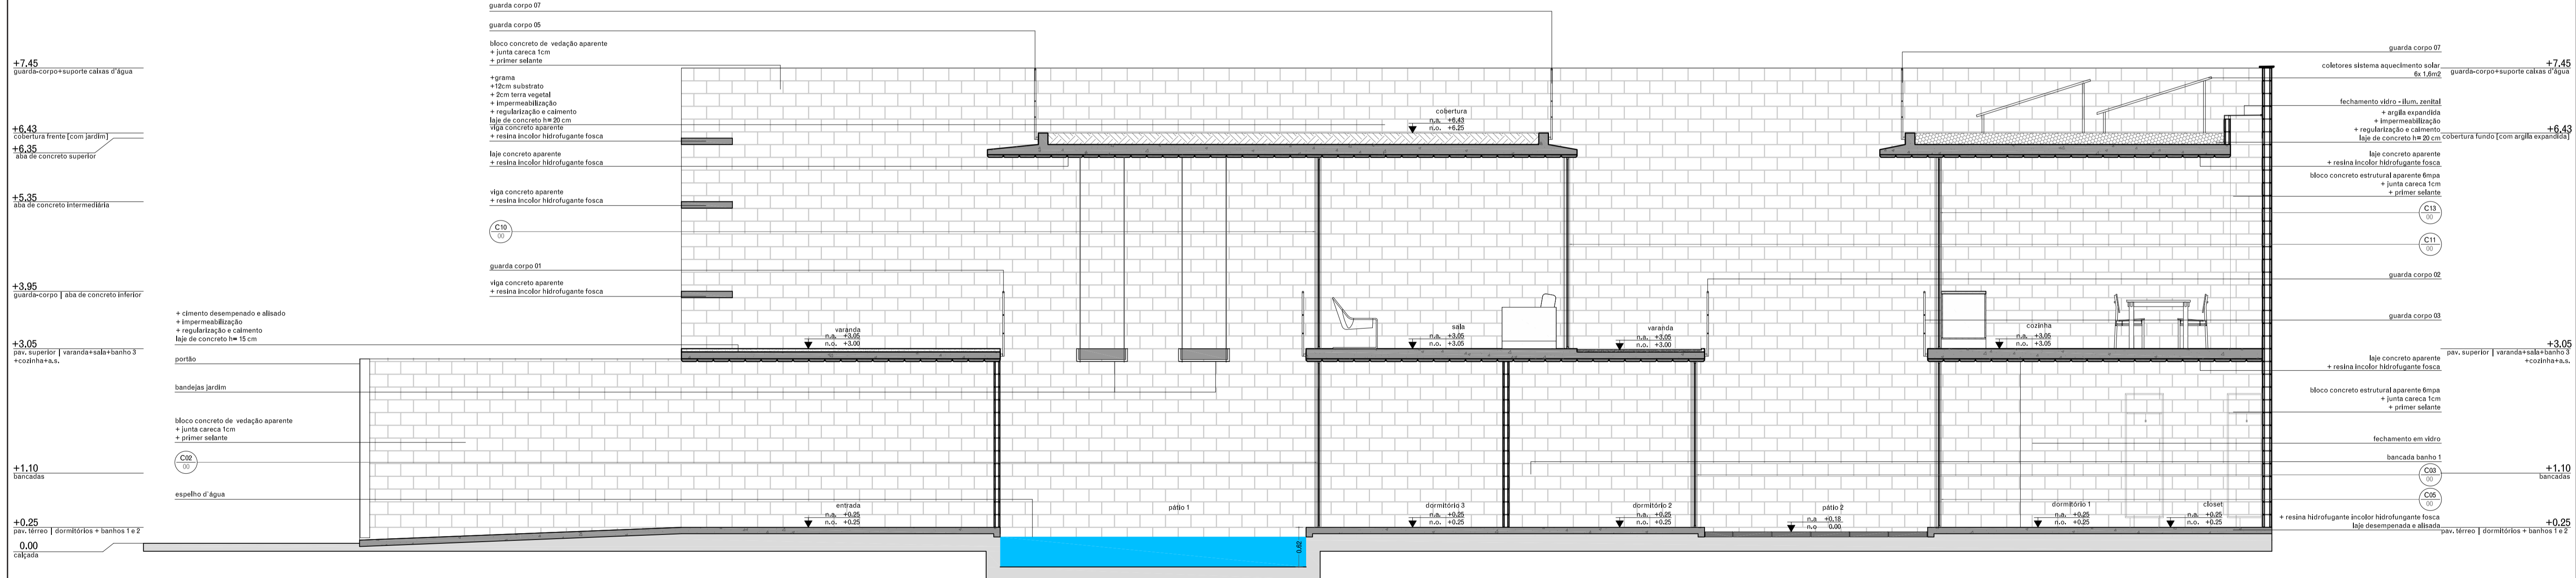 +7.45
guarda-corpo+suporte caixas d'água
+6.43
cobertura frente [com jardim]
+6.35
aba de concreto superior
+5.35
aba de concreto intermediária
+3.95
guarda-corpo | aba de concreto inferior
+3.05
pav. superior | varanda+sala+banho 3
+cozinha+a.s.
+1.10
bancadas
+0.25
pav. térreo | dormitórios + banhos 1 e 2
0.00
calçada
+ cimento desempenado e alisado
+ impermeabilização
+ regularização e caimento
laje de concreto h= 15 cm
portão
bandejas jardim
bloco concreto de vedação aparente
+ junta careca 1cm
+ primer selante
C02
00
espelho d'água
guarda corpo 07
guarda corpo 05
bloco concreto de vedação aparente
+ junta careca 1cm
+ primer selante
+grama
+12cm substrato
+ 2cm terra vegetal
+ impermeabilização
+ regularização e caimento
laje de concreto h= 20 cm
viga concreto aparente
+ resina incolor hidrofugante fosca
laje concreto aparente
+ resina incolor hidrofugante fosca
viga concreto aparente
+ resina incolor hidrofugante fosca
C10
00
guarda corpo 01
viga concreto aparente
+ resina incolor hidrofugante fosca
cobertura
n.a. +6.43
n.o. +6.25
varanda
n.a. +3.05
n.o. +3.00
sala
n.a. +3.05
n.o. +3.05
varanda
n.a. +3.05
n.o. +3.00
cozinha
n.a. +3.05
n.o. +3.05
entrada
n.a. +0.25
n.o. +0.25
pátio 1
0,62
dormitório 3
n.a. +0.25
n.o. +0.25
dormitório 2
n.a. +0.25
n.o. +0.25
pátio 2
n.a +0.18
n.o 0.00
dormitório 1
n.a. +0.25
n.o. +0.25
closet
n.a. +0.25
n.o. +0.25
guarda corpo 07
coletores sistema aquecimento solar
6x 1,6m2
fechamento vidro - ilum. zenital
+ argila expandida
+ impermeabilização
+ regularização e caimento
laje de concreto h= 20 cm
laje concreto aparente
+ resina incolor hidrofugante fosca
bloco concreto estrutural aparente 6mpa
+ junta careca 1cm
+ primer selante
C13
00
C11
00
guarda corpo 02
guarda corpo 03
laje concreto aparente
+ resina incolor hidrofugante fosca
bloco concreto estrutural aparente 6mpa
+ junta careca 1cm
+ primer selante
fechamento em vidro
bancada banho 1
C03
00
C05
00
+ resina hidrofugante incolor hidrofugante fosca
laje desempenada e alisada
+7.45
guarda-corpo+suporte caixas d'água
+6.43
cobertura fundo [com argila expandida]
+3.05
pav. superior | varanda+sala+banho 3
+cozinha+a.s.
+1.10
bancadas
+0.25
pav. térreo | dormitórios + banhos 1 e 2